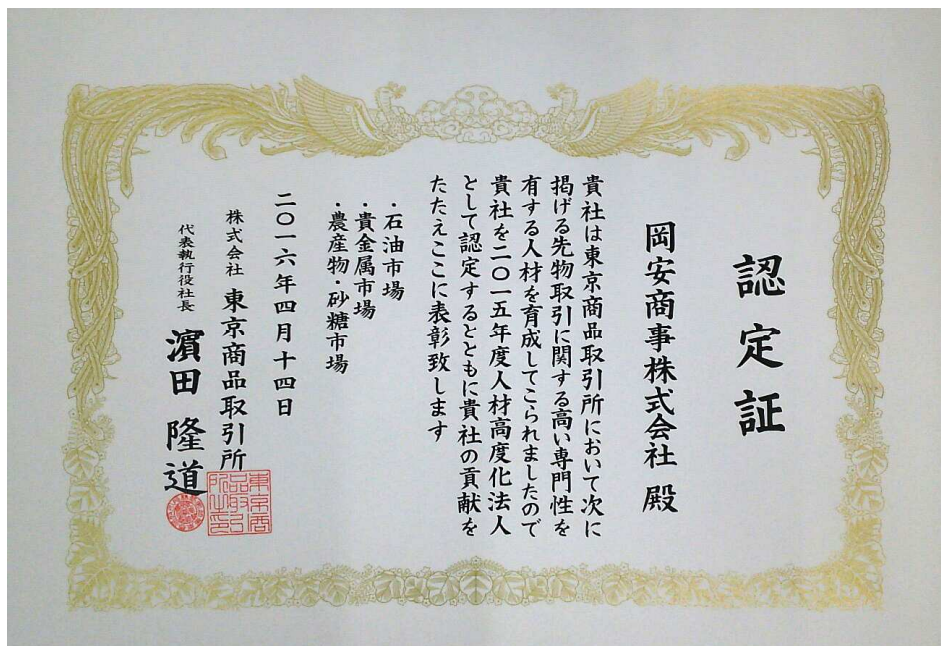 認定証
岡安商事株式会社 殿
貴社は東京商品取引所において次に
掲げる先物取引に関する高い専門性を
有する人材を育成してこられましたので
貴社を二〇一五年度人材高度化法人
として認定するとともに貴社の貢献を
たたえここに表彰致します
・石油市場
・貴金属市場
・農産物・砂糖市場
二〇一六年四月十四日
株式会社 東京商品取引所
代表執行役社長 濵田 隆道